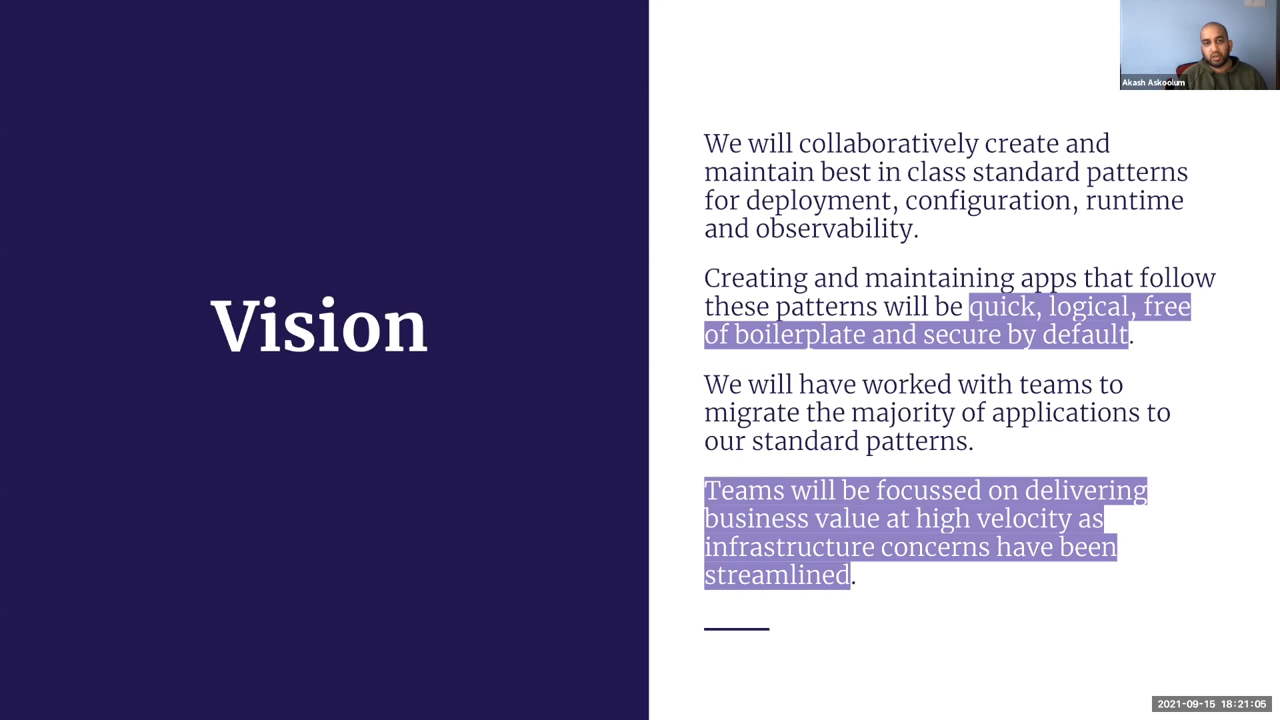 Akash Askoolum
Vision
We will collaboratively create and
maintain best in class standard patterns
for deployment, configuration, runtime
and observability.
Creating and maintaining apps that follow
these patterns will be quick, logical, free
of boilerplate and secure by default.
We will have worked with teams to
migrate the majority of applications to
our standard patterns.
Teams will be focussed on delivering
business value at high velocity as
infrastructure concerns have been
streamlined.
2021-09-15 18:21:05